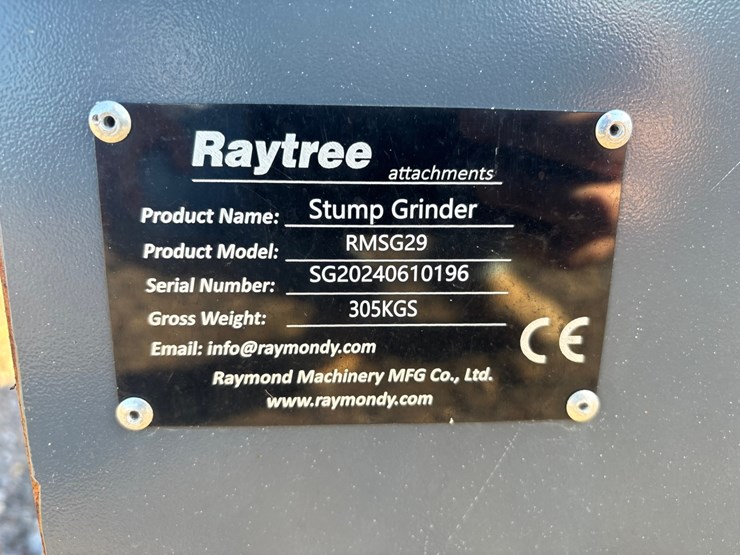 Raytree
attachments
Product Name: Stump Grinder
Product Model: RMSG29
Serial Number: SG20240610196
Gross Weight: 305KGS
Email: info@raymondy.com
CE
Raymond Machinery MFG Co., Ltd.
www.raymondy.com